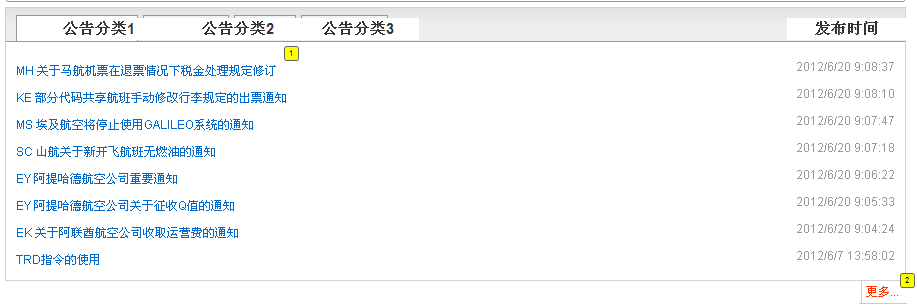 公告分类1 公告分类2 公告分类3 发布时间
1
MH 关于马航机票在退票情况下税金处理规定修订 2012/6/20 9:08:37
KE 部分代码共享航班手动修改行李规定的出票通知 2012/6/20 9:08:10
MS 埃及航空将停止使用GALILEO系统的通知 2012/6/20 9:07:47
SC 山航关于新开飞航班无燃油的通知 2012/6/20 9:07:18
EY 阿提哈德航空公司重要通知 2012/6/20 9:06:22
EY 阿提哈德航空公司关于征收Q值的通知 2012/6/20 9:05:33
EK 关于阿联酋航空公司收取运营费的通知 2012/6/20 9:04:24
TRD指令的使用 2012/6/7 13:58:02
2
更多...